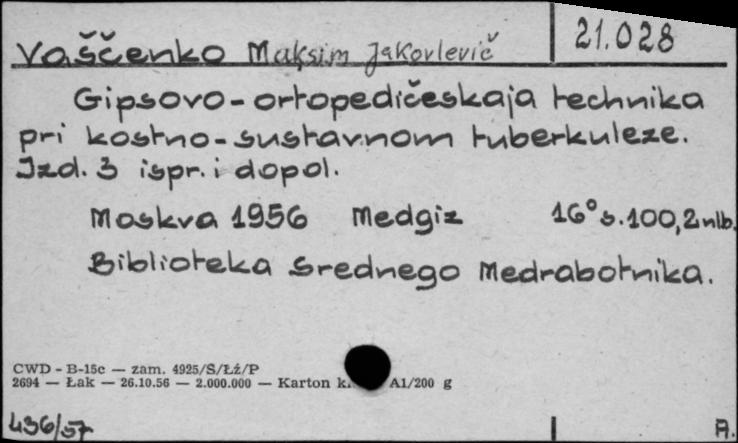 Vaščenko Maksim Jakovlevič 21.028
Gipsovo-ortopedičeskaja technika
pri kostno-sustavnom tuberkuleze.
Izd. 3 ispr. i dopol.
Moskva 1956 Medgiz 16° s. 100, 2 nlb.
Biblioteka Srednego Medrabotnika.
CWD - B-15c — zam. 4925/S/Łź/P
2694 — Łak — 26.10.56 — 2.000.000 — Karton k. A1/200 g
436/57 A.